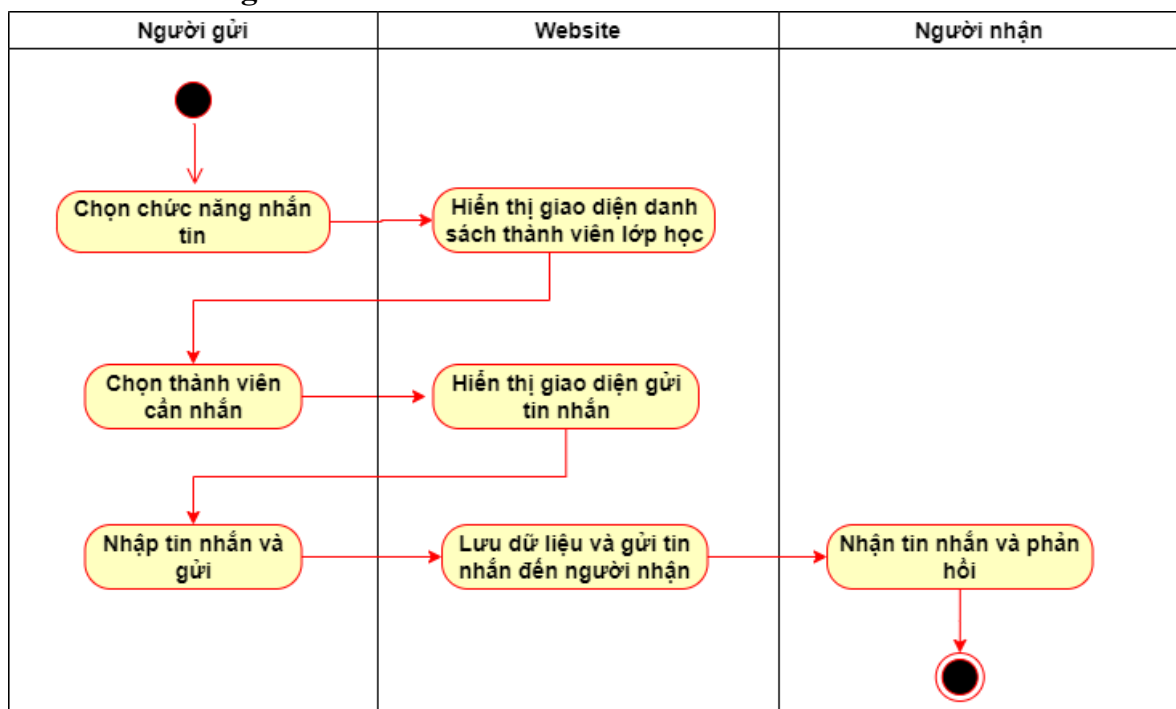 Người gửi
Website
Người nhận
Chọn chức năng nhắn
tin
Hiển thị giao diện danh
sách thành viên lớp học
Chọn thành viên
cần nhắn
Hiển thị giao diện gửi
tin nhắn
Nhập tin nhắn và
gửi
Lưu dữ liệu và gửi tin
nhắn đến người nhận
Nhận tin nhắn và phản
hồi